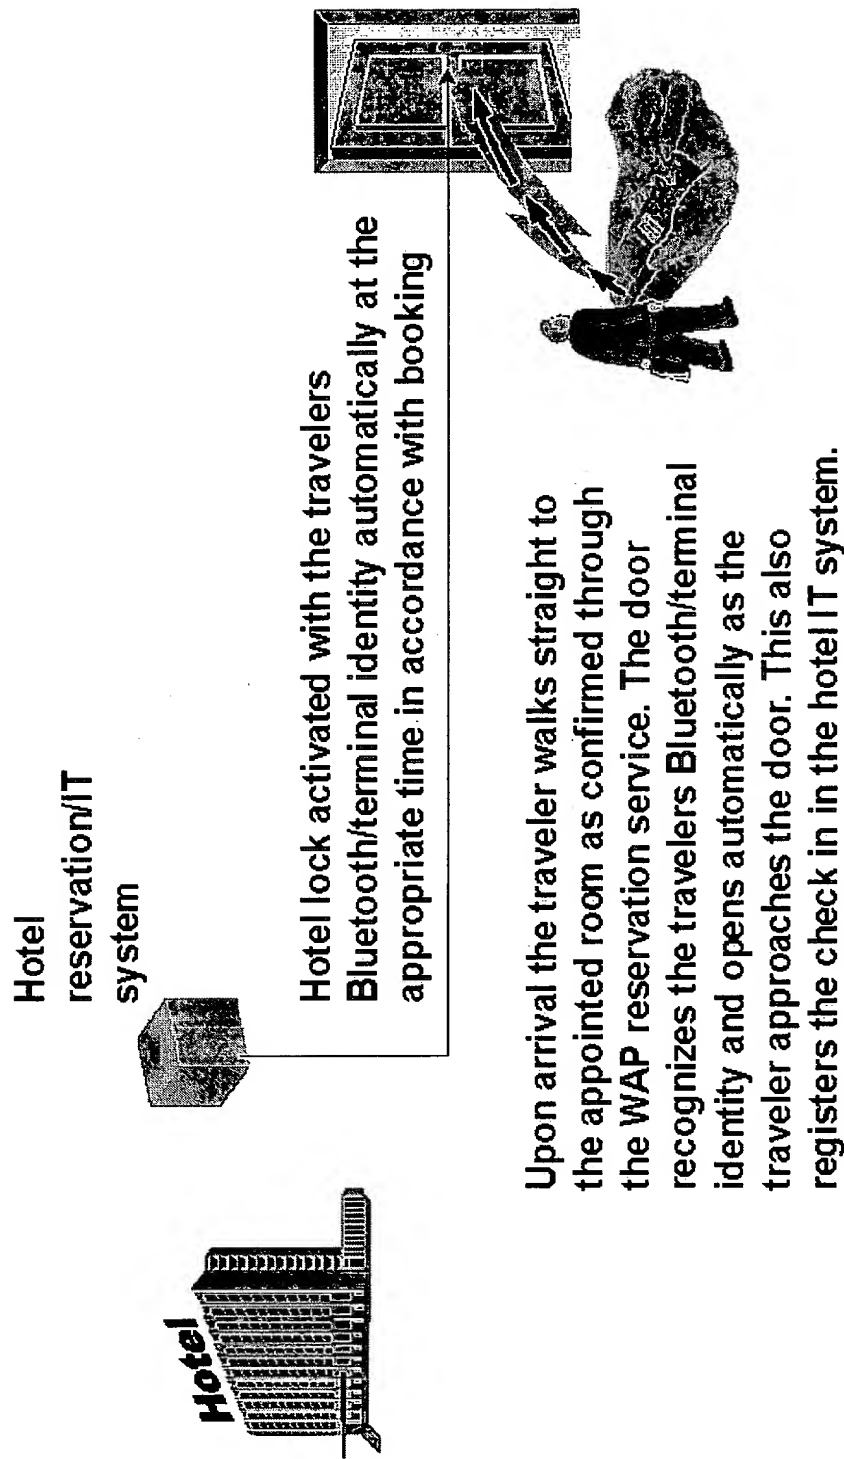 Hotel
Hotel
reservation/IT
system
Hotel lock activated with the travelers
Bluetooth/terminal identity automatically at the
appropriate time in accordance with booking
Upon arrival the traveler walks straight to
the appointed room as confirmed through
the WAP reservation service. The door
recognizes the travelers Bluetooth/terminal
identity and opens automatically as the
traveler approaches the door. This also
registers the check in in the hotel IT system.